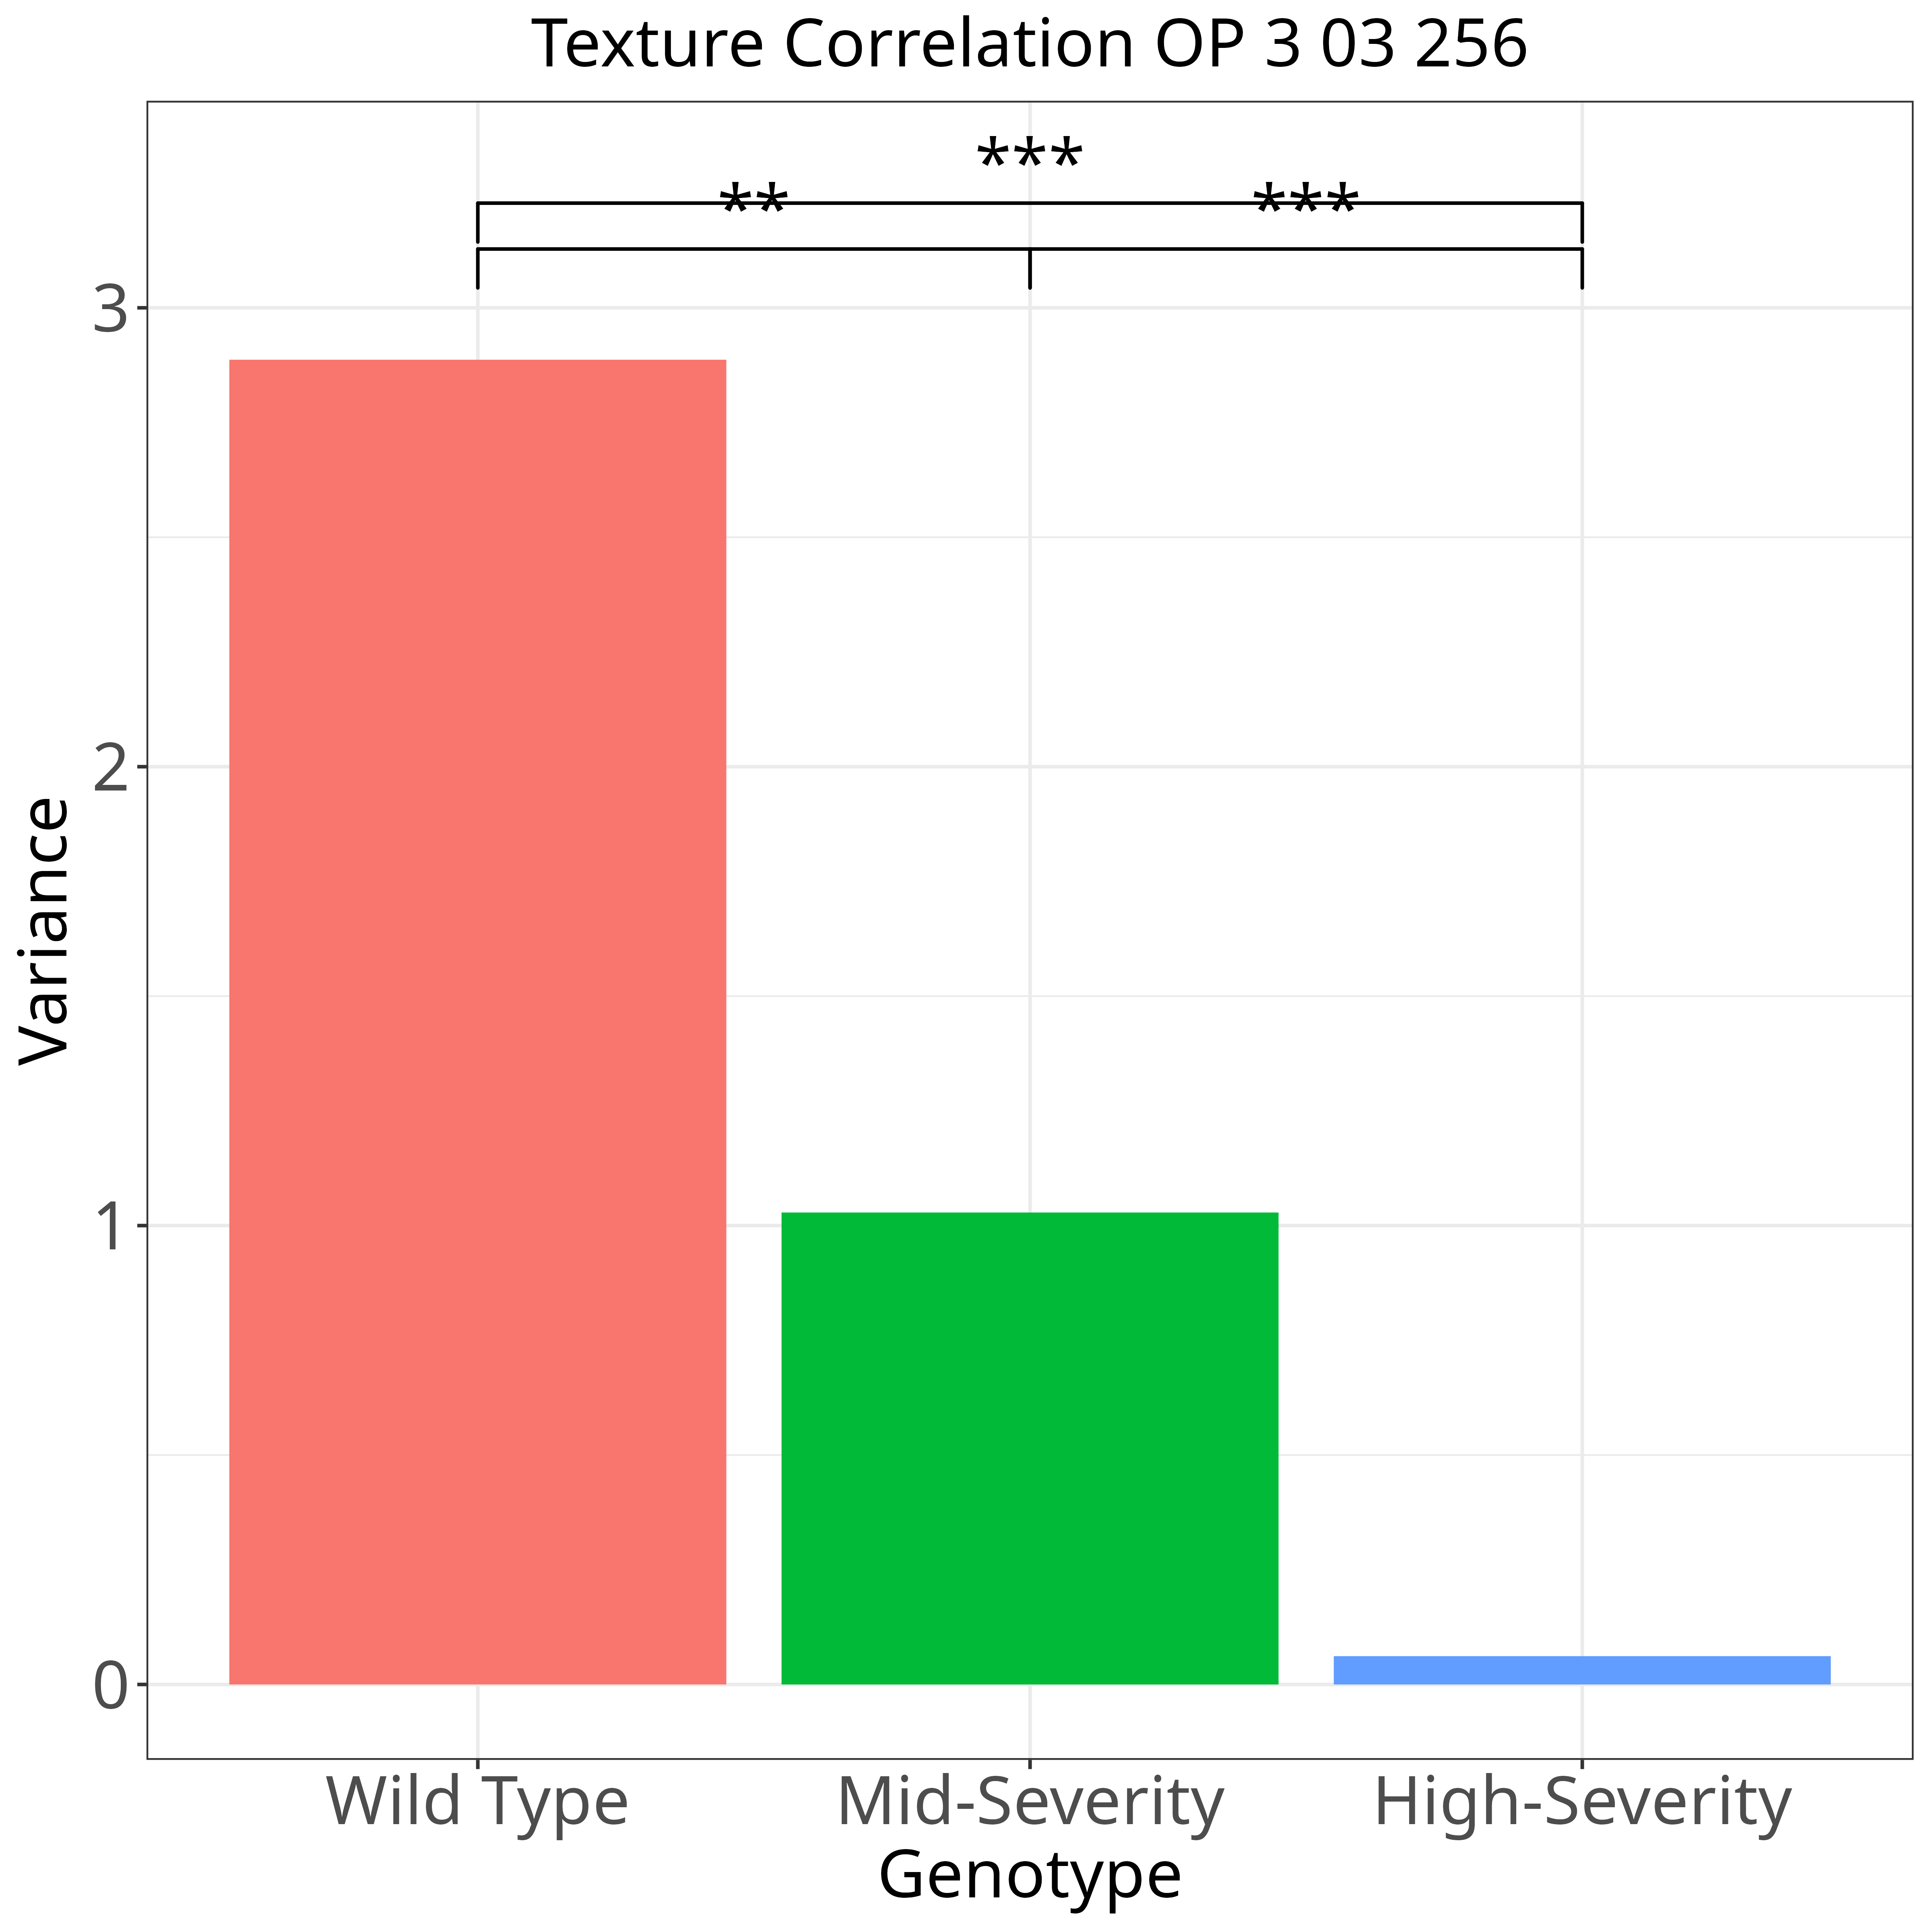 Texture Correlation OP 3 03 256
***
** ***
3
2
1
0
Variance
Wild Type Mid-Severity High-Severity
Genotype